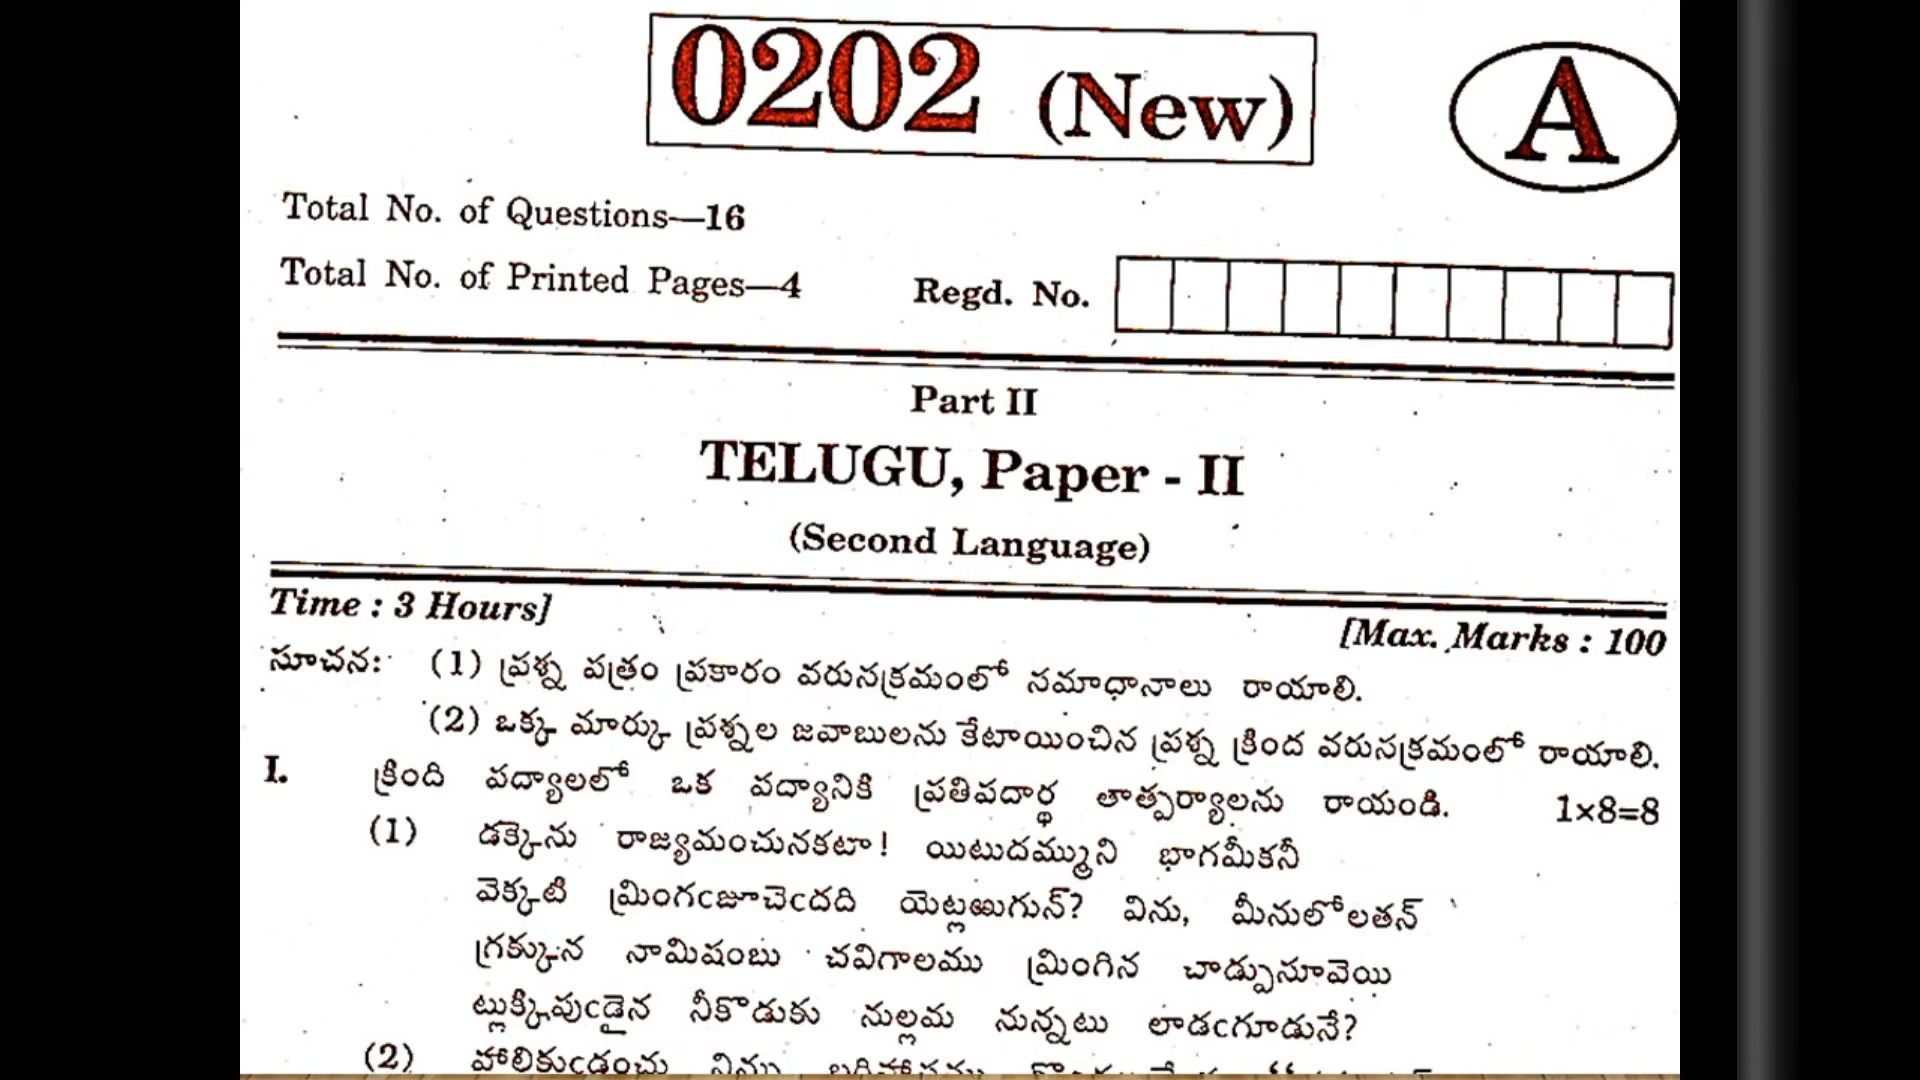 0202 (New)
A
Total No. of Questions—16
Total No. of Printed Pages—4
Regd. No.
Part II
TELUGU, Paper - II
(Second Language)
Time : 3 Hours]
[Max. Marks : 100
సూచన: (1) ప్రశ్న పత్రం ప్రకారం వరుసక్రమంలో సమాధానాలు రాయాలి.
(2) ఒక్క మార్కు ప్రశ్నల జవాబులను కేటాయించిన ప్రశ్న క్రింద వరుసక్రమంలో రాయాలి.
I. క్రింది పద్యాలలో ఒక పద్యానికి ప్రతిపదార్థ తాత్పర్యాలను రాయండి. 1×8=8
(1) డక్కెను రాజ్యమంచునకటా! యిటుదమ్ముని భాగమీకనీ
వెక్కటి మ్రింగఁజూచెఁదది యెట్లఱుగున్? విను, మీనులోలతన్
గ్రక్కున నామిషంబు చవిగాలము మ్రింగిన చాడ్పుసూవెయి
ట్లుక్కిపుఁడైన నీకొడుకు నుల్లమ నున్నటు లాడఁగూడునే?
(2) హాలికుఁడంచు నిన్ను